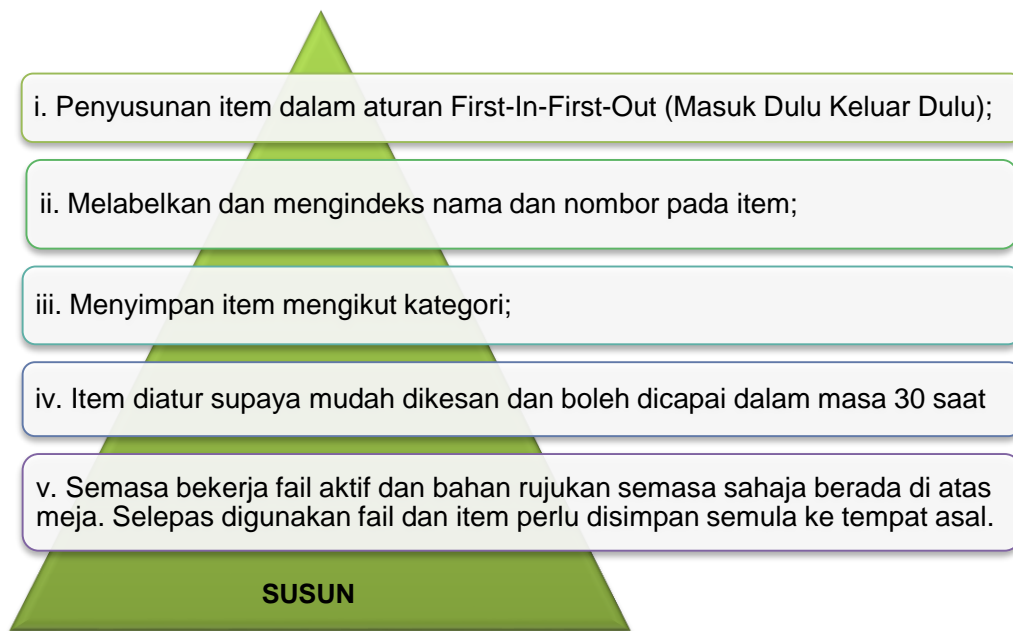 i. Penyusunan item dalam aturan First-In-First-Out (Masuk Dulu Keluar Dulu);
ii. Melabelkan dan mengindeks nama dan nombor pada item;
iii. Menyimpan item mengikut kategori;
iv. Item diatur supaya mudah dikesan dan boleh dicapai dalam masa 30 saat
v. Semasa bekerja fail aktif dan bahan rujukan semasa sahaja berada di atas
meja. Selepas digunakan fail dan item perlu disimpan semula ke tempat asal.
SUSUN